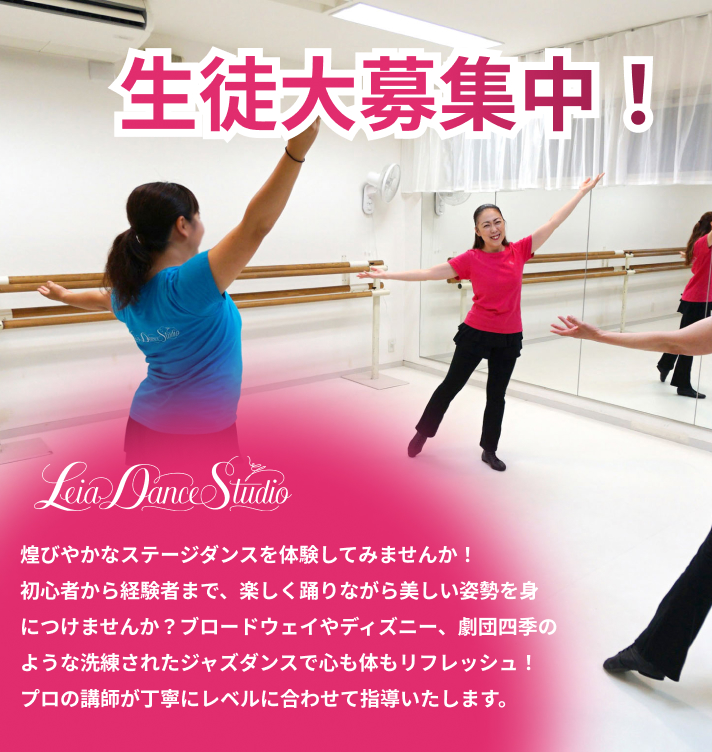 生徒大募集中！
Dance Studio
Leia Dance Studio
煌びやかなステージダンスを体験してみませんか！
初心者から経験者まで、楽しく踊りながら美しい姿勢を身
につけませんか？ブロードウェイやディズニー、劇団四季の
ような洗練されたジャズダンスで心も体もリフレッシュ！
プロの講師が丁寧にレベルに合わせて指導いたします。